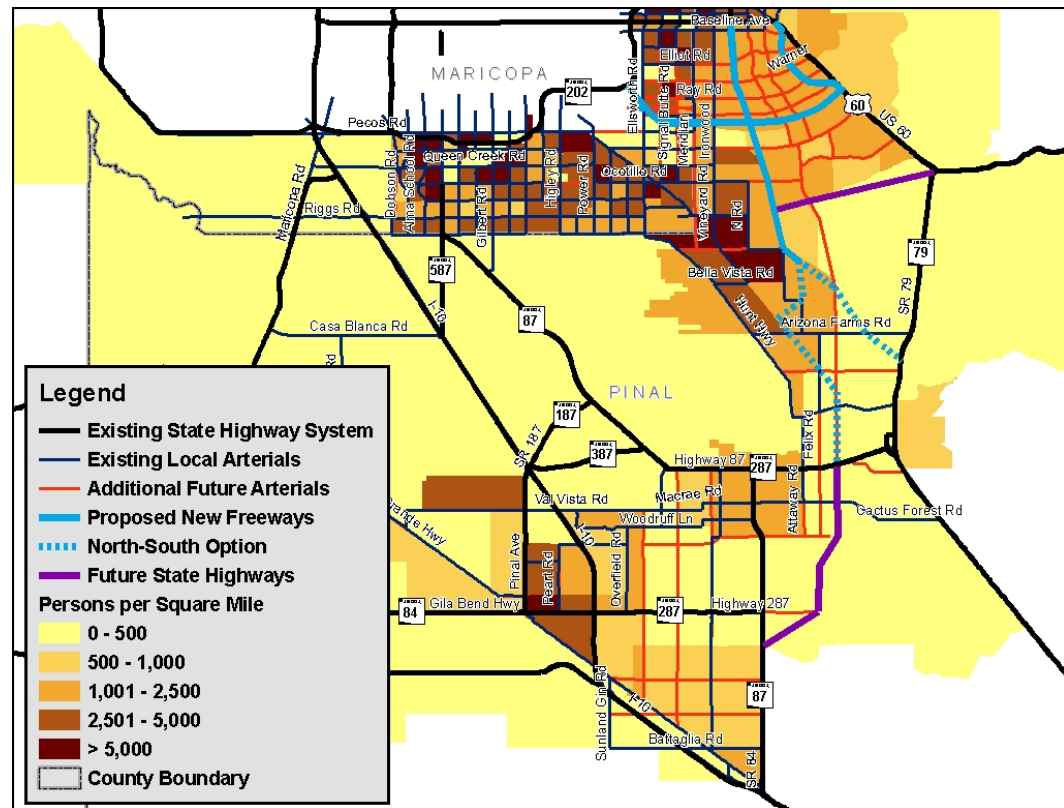 Baseline Ave
Elliot Rd
Warner
MARICOPA
202
Ellsworth Rd
Signal Butte Rd
Ray Rd
Meridian
Ironwood
60
US 60
Pecos Rd
Queen Creek Rd
Ocotillo Rd
Dobson Rd
Alma School Rd
Gilbert Rd
Higley Rd
Power Rd
Vineyard Rd
N Rd
Maricopa Rd
Riggs Rd
79
SR 79
587
Bella Vista Rd
I-10
87
Hunt Hwy
Arizona Farms Rd
Casa Blanca Rd
Rd
PINAL
187
SR 187
387
Felix Rd
Highway 87
287
Val Vista Rd
Macrae Rd
Attaway Rd
Woodruff Ln
Cactus Forest Rd
Grande Hwy
I-10
Pinal Ave
Peart Rd
Overfield Rd
84
Gila Bend Hwy
287
Highway 287
Sunland Gin Rd
I-10
87
Battaglia Rd
SR 84
Legend
Existing State Highway System
Existing Local Arterials
Additional Future Arterials
Proposed New Freeways
North-South Option
Future State Highways
Persons per Square Mile
0 - 500
500 - 1,000
1,001 - 2,500
2,501 - 5,000
> 5,000
County Boundary